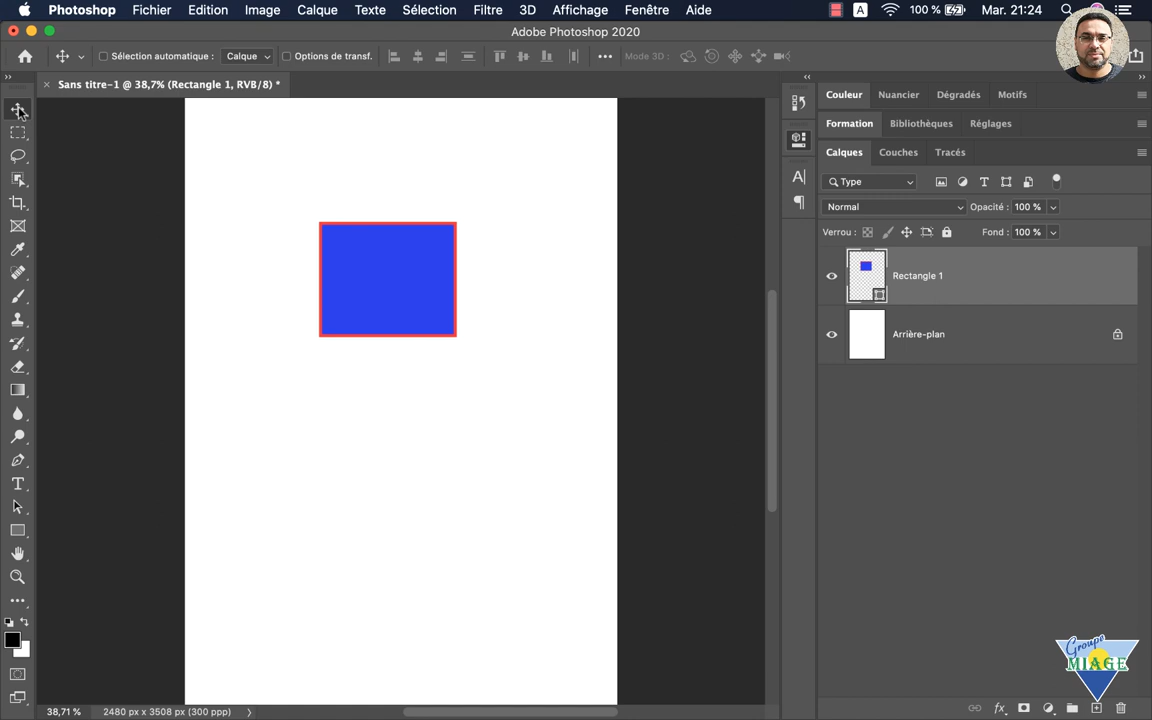 Photoshop Fichier Edition Image Calque Texte Sélection Filtre 3D Affichage Fenêtre Aide A 100 % Mar. 21:24
Adobe Photoshop 2020
Sélection automatique : Calque Options de transf. Mode 3D :
Sans titre-1 @ 38,7% (Rectangle 1, RVB/8) *
Couleur Nuancier Dégradés Motifs
Formation Bibliothèques Réglages
Calques Couches Tracés
Type
Normal Opacité : 100 %
Verrou : Fond : 100 %
Rectangle 1
Arrière-plan
Groupe
MIAGE
38,71 % 2480 px x 3508 px (300 ppp)